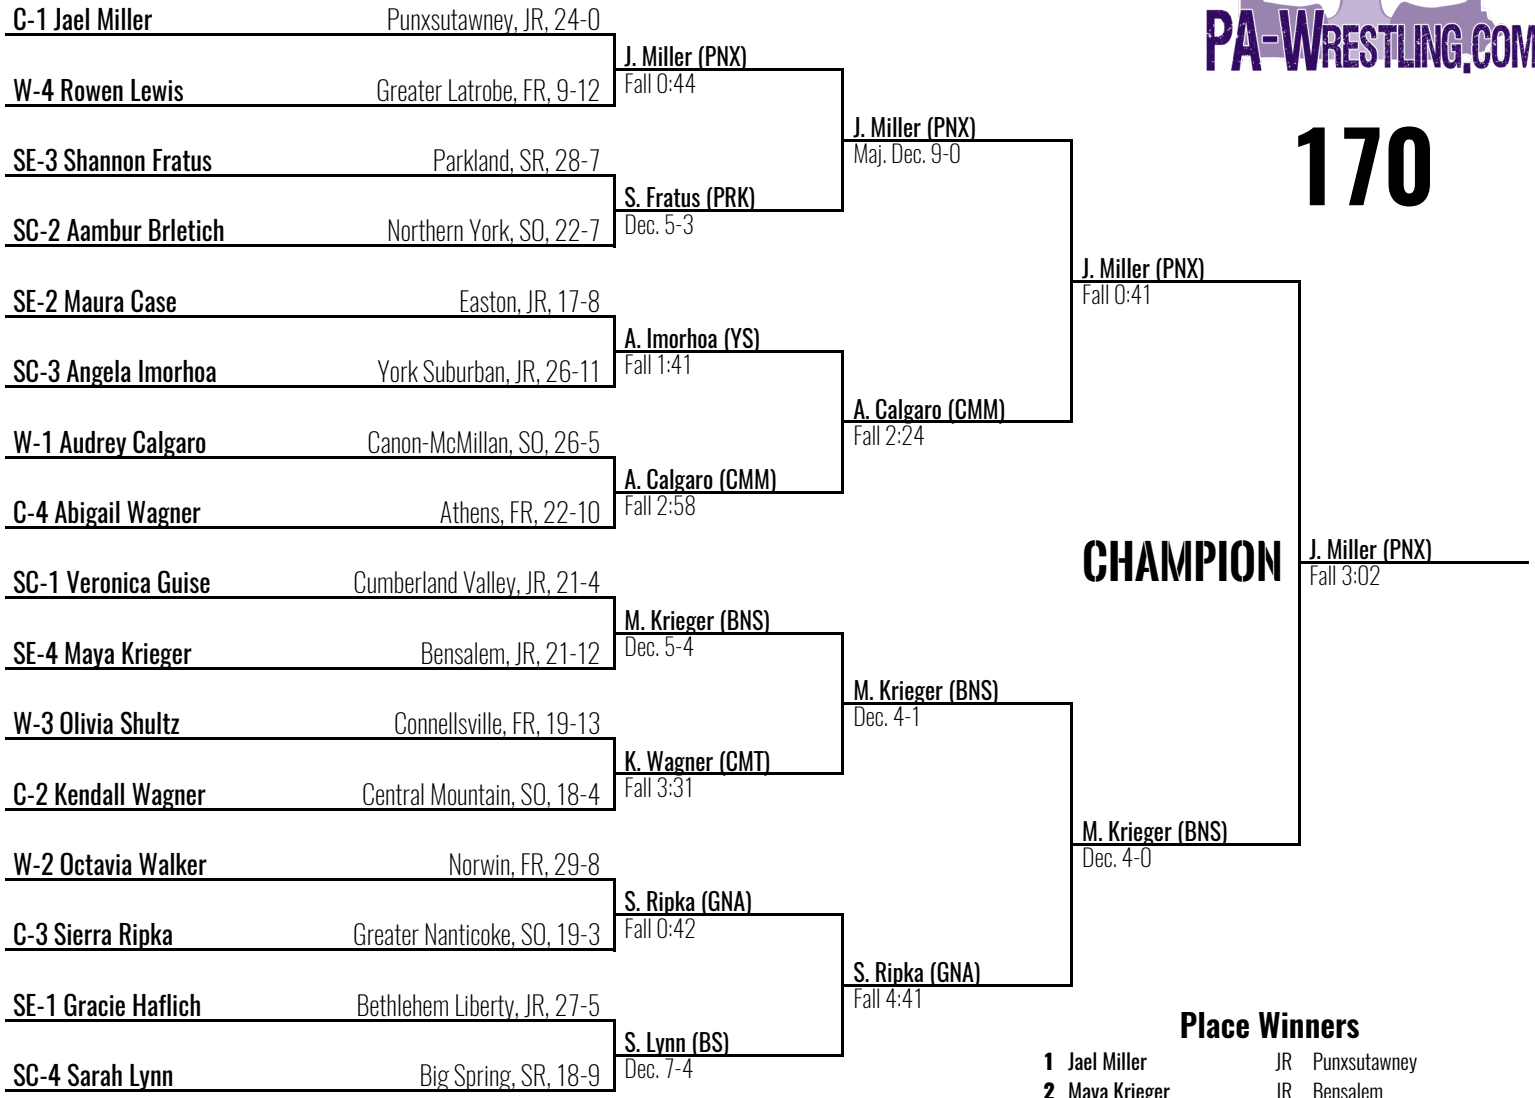 C-1 Jael Miller Punxsutawney, JR, 24-0
W-4 Rowen Lewis Greater Latrobe, FR, 9-12
SE-3 Shannon Fratus Parkland, SR, 28-7
SC-2 Aambur Brletich Northern York, SO, 22-7
SE-2 Maura Case Easton, JR, 17-8
SC-3 Angela Imorhoa York Suburban, JR, 26-11
W-1 Audrey Calgaro Canon-McMillan, SO, 26-5
C-4 Abigail Wagner Athens, FR, 22-10
SC-1 Veronica Guise Cumberland Valley, JR, 21-4
SE-4 Maya Krieger Bensalem, JR, 21-12
W-3 Olivia Shultz Connellsville, FR, 19-13
C-2 Kendall Wagner Central Mountain, SO, 18-4
W-2 Octavia Walker Norwin, FR, 29-8
C-3 Sierra Ripka Greater Nanticoke, SO, 19-3
SE-1 Gracie Haflich Bethlehem Liberty, JR, 27-5
SC-4 Sarah Lynn Big Spring, SR, 18-9
J. Miller (PNX)
Fall 0:44
S. Fratus (PRK)
Dec. 5-3
A. Imorhoa (YS)
Fall 1:41
A. Calgaro (CMM)
Fall 2:58
M. Krieger (BNS)
Dec. 5-4
K. Wagner (CMT)
Fall 3:31
S. Ripka (GNA)
Fall 0:42
S. Lynn (BS)
Dec. 7-4
J. Miller (PNX)
Maj. Dec. 9-0
A. Calgaro (CMM)
Fall 2:24
M. Krieger (BNS)
Dec. 4-1
S. Ripka (GNA)
Fall 4:41
J. Miller (PNX)
Fall 0:41
M. Krieger (BNS)
Dec. 4-0
PA-WRESTLING.COM
170
CHAMPION
J. Miller (PNX)
Fall 3:02
Place Winners
1 Jael Miller JR Punxsutawney
2 Maya Krieger JR Bensalem